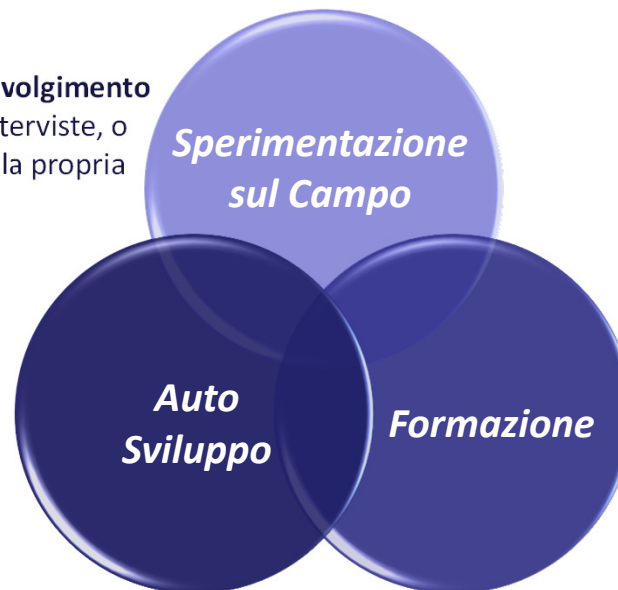 volgimento
terviste, o
la propria
Sperimentazione
sul Campo
Auto
Sviluppo
Formazione